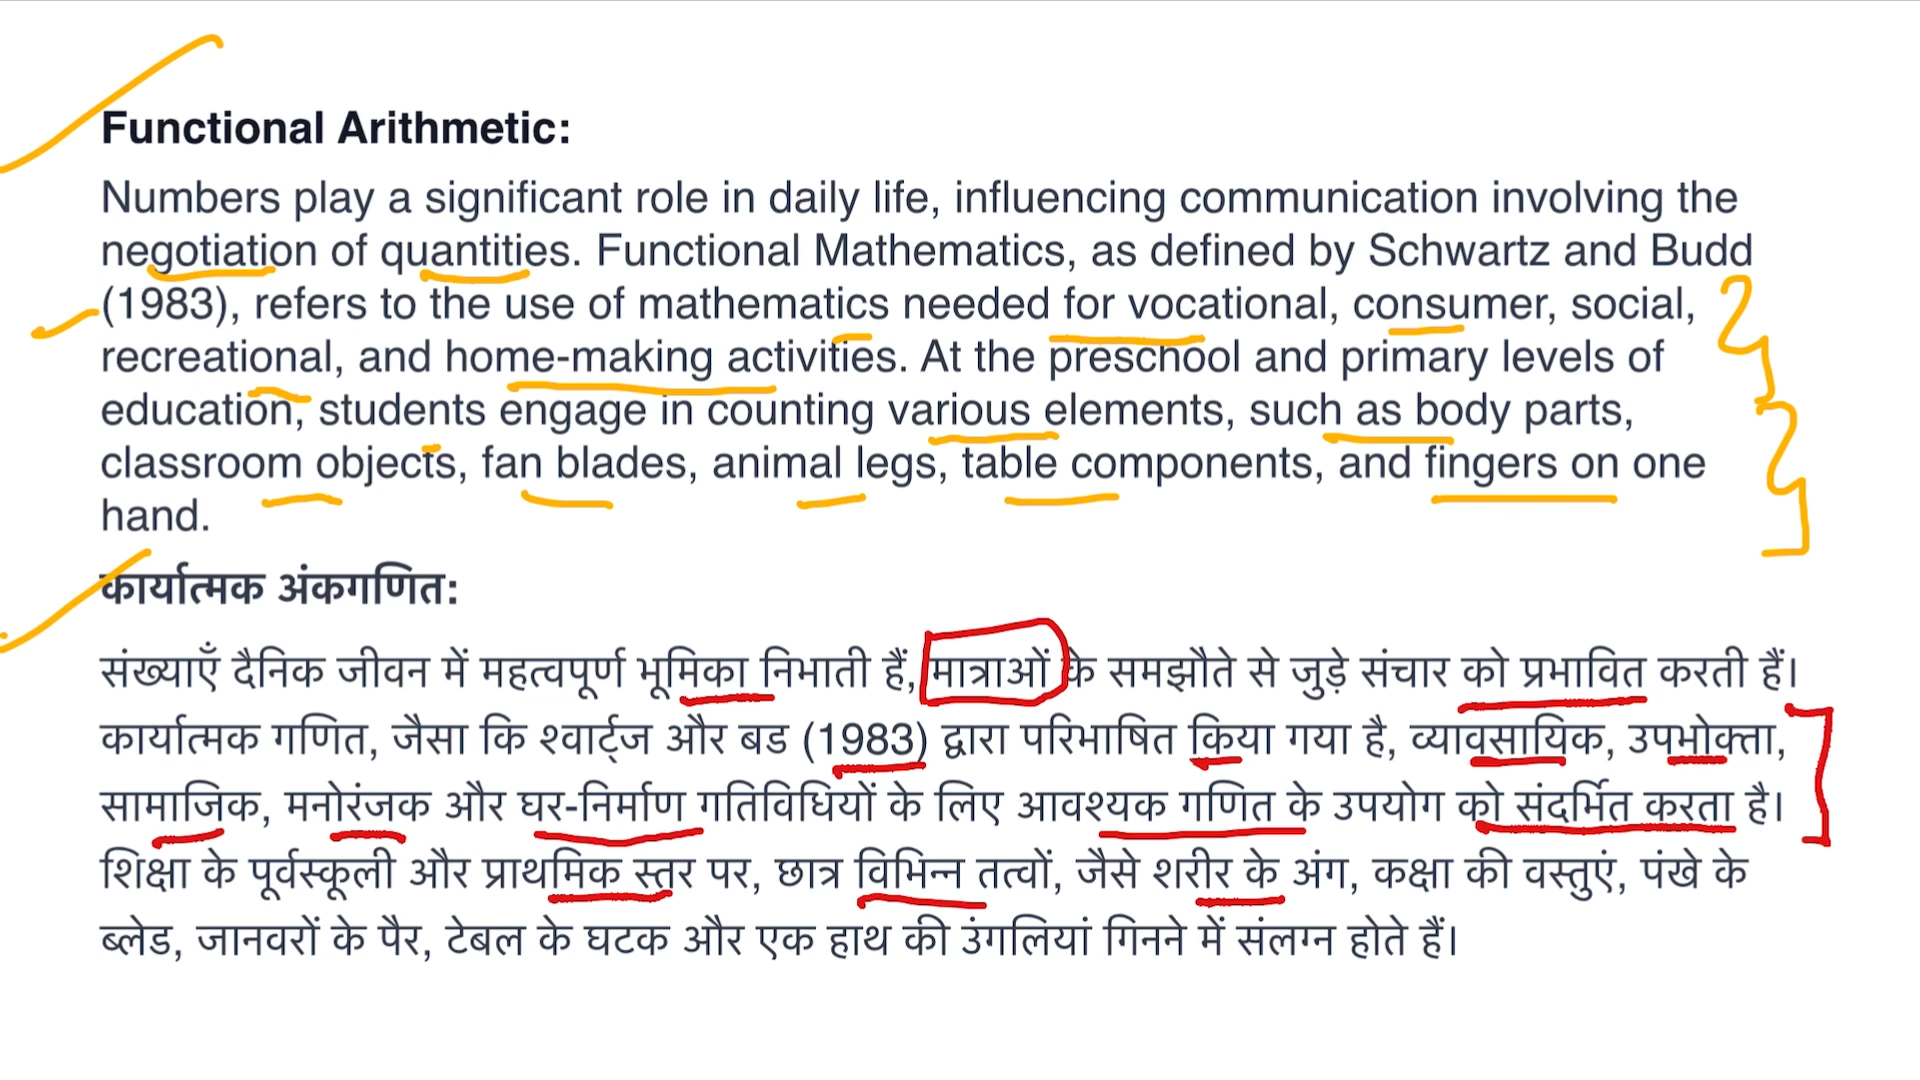 Functional Arithmetic:
Numbers play a significant role in daily life, influencing communication involving the
negotiation of quantities. Functional Mathematics, as defined by Schwartz and Budd
(1983), refers to the use of mathematics needed for vocational, consumer, social,
recreational, and home-making activities. At the preschool and primary levels of
education, students engage in counting various elements, such as body parts,
classroom objects, fan blades, animal legs, table components, and fingers on one
hand.
कार्यात्मक अंकगणित:
संख्याएँ दैनिक जीवन में महत्वपूर्ण भूमिका निभाती हैं, मात्राओं के समझौते से जुड़े संचार को प्रभावित करती हैं।
कार्यात्मक गणित, जैसा कि श्वार्ट्ज और बड (1983) द्वारा परिभाषित किया गया है, व्यावसायिक, उपभोक्ता,
सामाजिक, मनोरंजक और घर-निर्माण गतिविधियों के लिए आवश्यक गणित के उपयोग को संदर्भित करता है।
शिक्षा के पूर्वस्कूली और प्राथमिक स्तर पर, छात्र विभिन्न तत्वों, जैसे शरीर के अंग, कक्षा की वस्तुएं, पंखे के
ब्लेड, जानवरों के पैर, टेबल के घटक और एक हाथ की उंगलियां गिनने में संलग्न होते हैं।